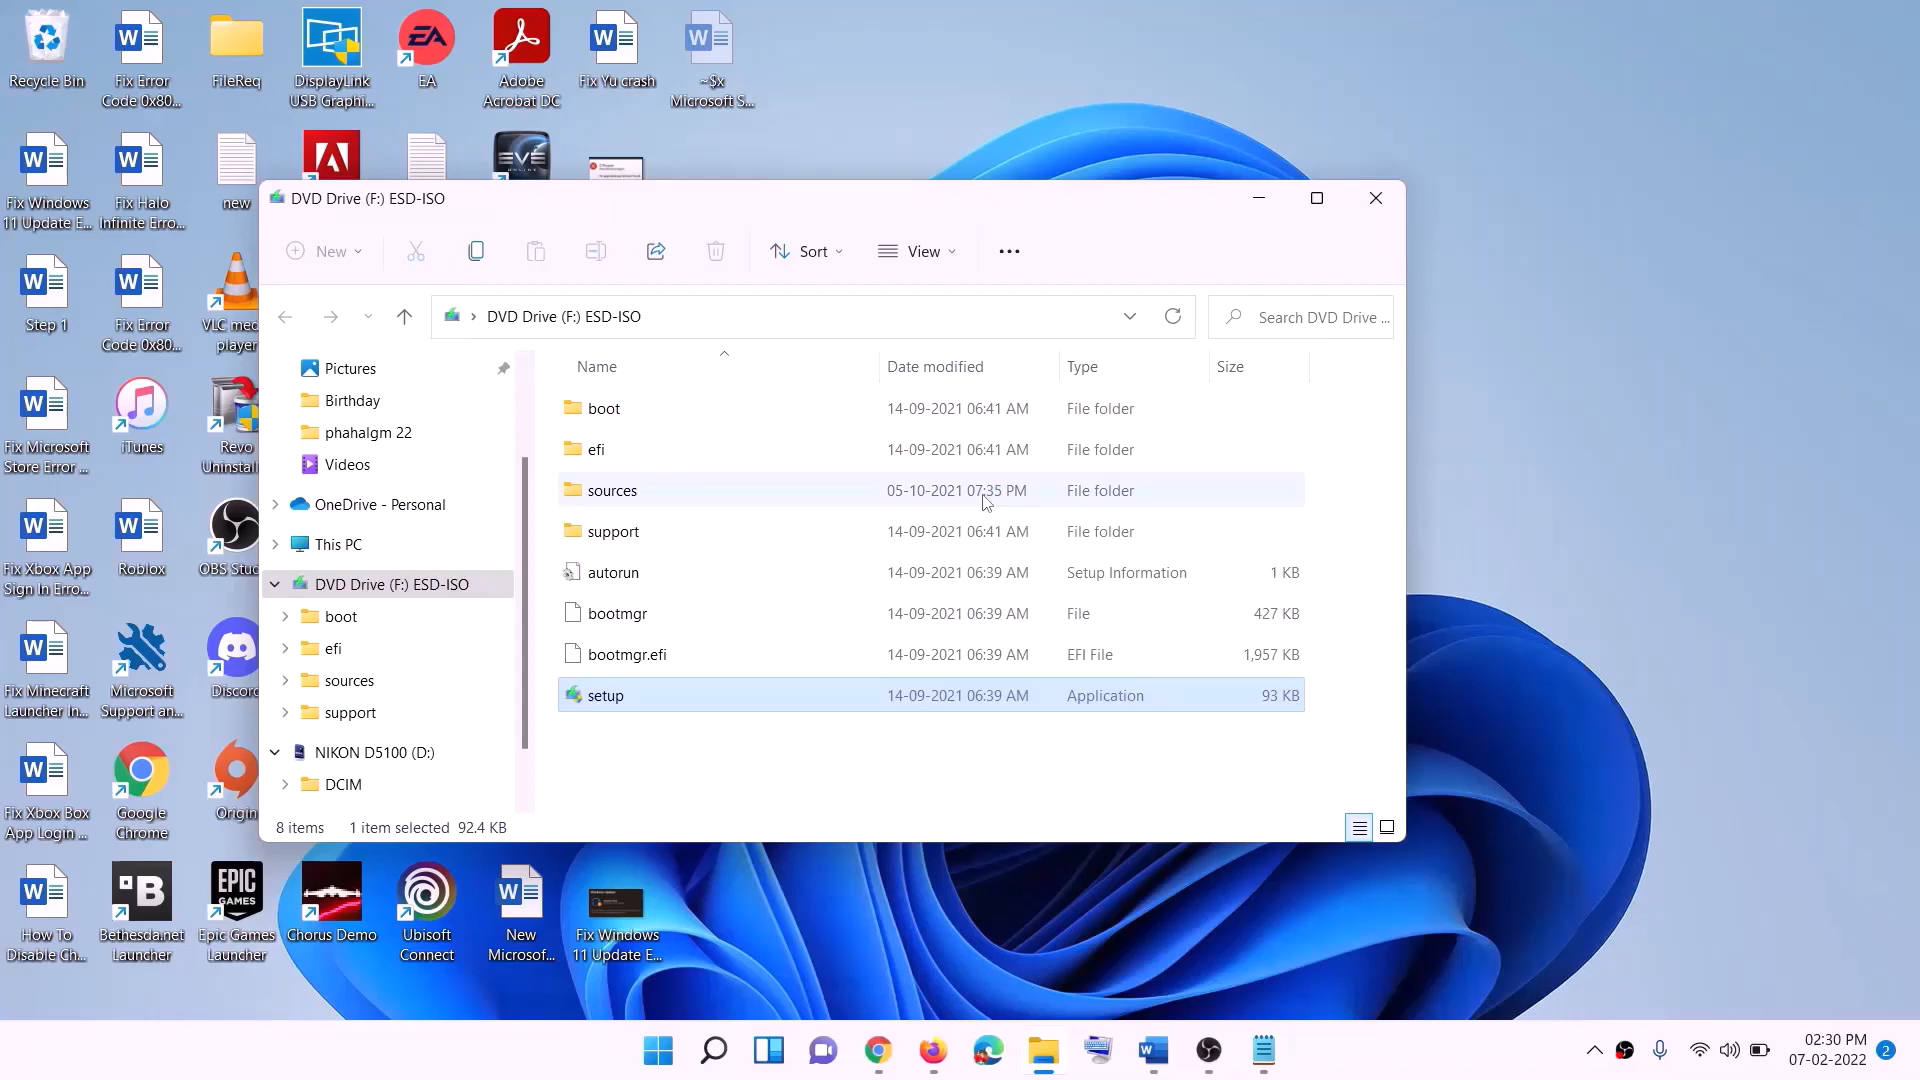 Recycle Bin
Fix Error
Code 0x80...
FileReq
DisplayLink
USB Graphi...
EA
EA
Adobe
Acrobat DC
Fix Yu crash
~$x
Microsoft S...
Fix Windows
11 Update E...
Fix Halo
Infinite Erro...
new
EVE
ONLINE
Step 1
Fix Error
Code 0x80...
VLC med
player
Fix Microsoft
Store Error ...
iTunes
Revo
Uninstall
Fix Xbox App
Sign In Erro...
Roblox
OBS Stud
Fix Minecraft
Launcher In...
Microsoft
Support an...
Discord
Fix Xbox Box
App Login ...
Google
Chrome
Origin
How To
Disable Ch...
Bethesda.net
Launcher
EPIC
GAMES
Epic Games
Launcher
Chorus Demo
Ubisoft
Connect
New
Microsof...
Fix Windows
11 Update E...
DVD Drive (F:) ESD-ISO
New
Sort
View
DVD Drive (F:) ESD-ISO
Search DVD Drive ...
Pictures
Birthday
phahalgm 22
Videos
OneDrive - Personal
This PC
DVD Drive (F:) ESD-ISO
boot
efi
sources
support
NIKON D5100 (D:)
DCIM
Name Date modified Type Size
boot 14-09-2021 06:41 AM File folder
efi 14-09-2021 06:41 AM File folder
sources 05-10-2021 07:35 PM File folder
support 14-09-2021 06:41 AM File folder
autorun 14-09-2021 06:39 AM Setup Information 1 KB
bootmgr 14-09-2021 06:39 AM File 427 KB
bootmgr.efi 14-09-2021 06:39 AM EFI File 1,957 KB
setup 14-09-2021 06:39 AM Application 93 KB
8 items 1 item selected 92.4 KB
02:30 PM
07-02-2022
2